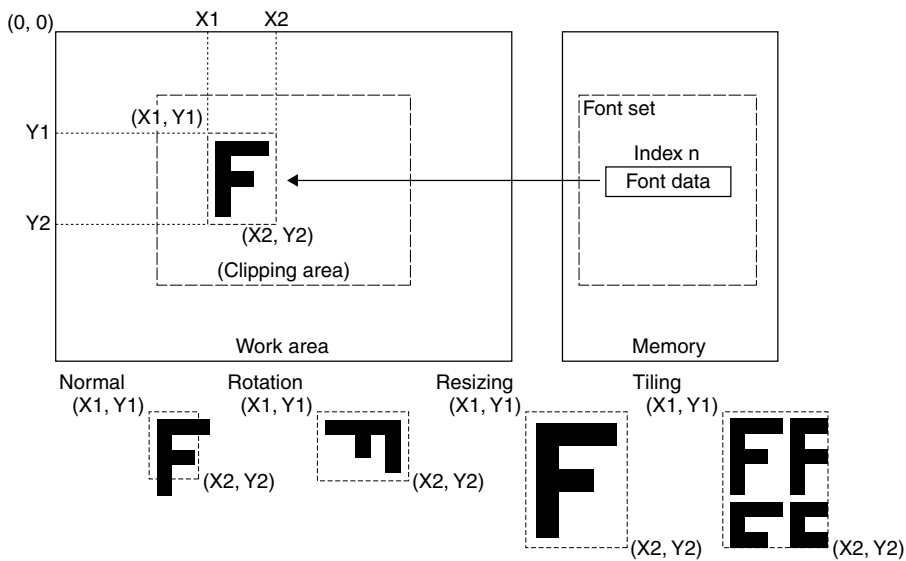 X1 X2
(0, 0)
(X1, Y1)
Font set
Y1
Index n
F
Font data
Y2
(X2, Y2)
(Clipping area)
Work area
Memory
Normal
Rotation
Resizing
Tiling
(X1, Y1)
(X1, Y1)
(X1, Y1)
(X1, Y1)
F
F
F
F F
F F
(X2, Y2)
(X2, Y2)
(X2, Y2)
(X2, Y2)